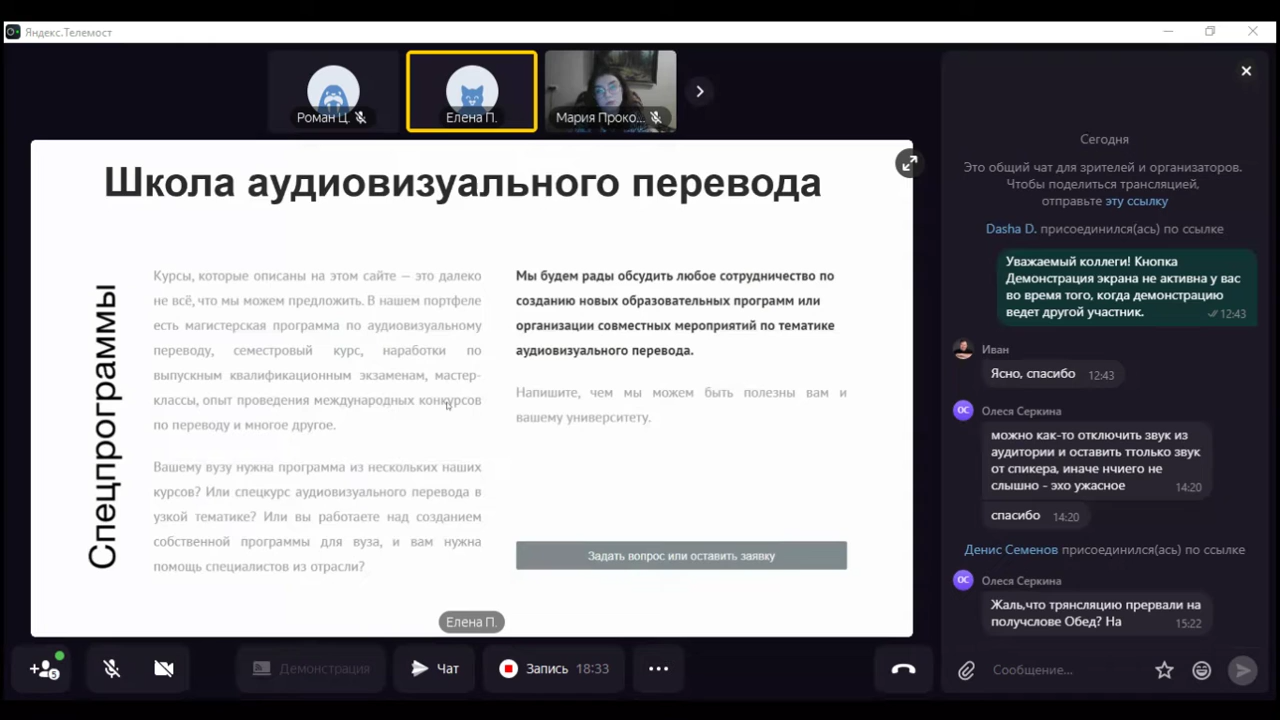 Яндекс.Телемост
Роман Ц.
Елена П.
Мария Проко...
Школа аудиовизуального перевода
Спецпрограммы
Курсы, которые описаны на этом сайте — это далеко
не всё, что мы можем предложить. В нашем портфеле
есть магистерская программа по аудиовизуальному
переводу, семестровый курс, наработки по
выпускным квалификационным экзаменам, мастер-
классы, опыт проведения международных конкурсов
по переводу и многое другое.
Вашему вузу нужна программа из нескольких наших
курсов? Или спецкурс аудиовизуального перевода в
узкой тематике? Или вы работаете над созданием
собственной программы для вуза, и вам нужна
помощь специалистов из отрасли?
Мы будем рады обсудить любое сотрудничество по
созданию новых образовательных программ или
организации совместных мероприятий по тематике
аудиовизуального перевода.
Напишите, чем мы можем быть полезны вам и
вашему университету.
Задать вопрос или оставить заявку
Елена П.
5
Демонстрация
Чат
Запись 18:33
Сегодня
Это общий чат для зрителей и организаторов.
Чтобы поделиться трансляцией,
отправьте эту ссылку
Dasha D. присоединился(ась) по ссылке
Уважаемый коллеги! Кнопка
Демонстрация экрана не активна у вас
во время того, когда демонстрацию
ведет другой участник.
12:43
Иван
Ясно, спасибо 12:43
ОС
Олеся Серкина
можно как-то отключить звук из
аудитории и оставить ттолько звук
от спикера, иначе нчиего не
слышно - эхо ужасное
14:20
спасибо 14:20
Денис Семенов присоединился(ась) по ссылке
ОС
Олеся Серкина
Жаль,что трянсляцию прервали на
получслове Обед? На
15:22
Сообщение...